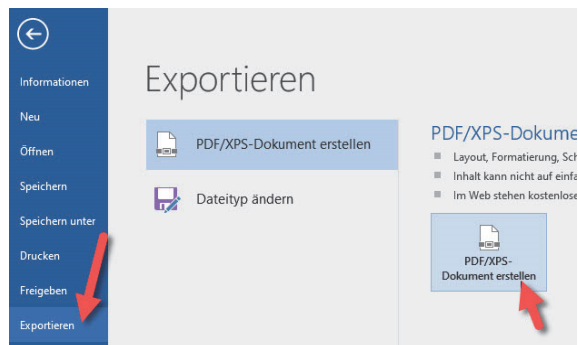 Informationen
Neu
Öffnen
Speichern
Speichern unter
Drucken
Freigeben
Exportieren
Exportieren
PDF/XPS-Dokument erstellen
Dateityp ändern
PDF/XPS-Dokume
Layout, Formatierung, Sch
Inhalt kann nicht auf einfa
Im Web stehen kostenlose
PDF/XPS-
Dokument erstellen